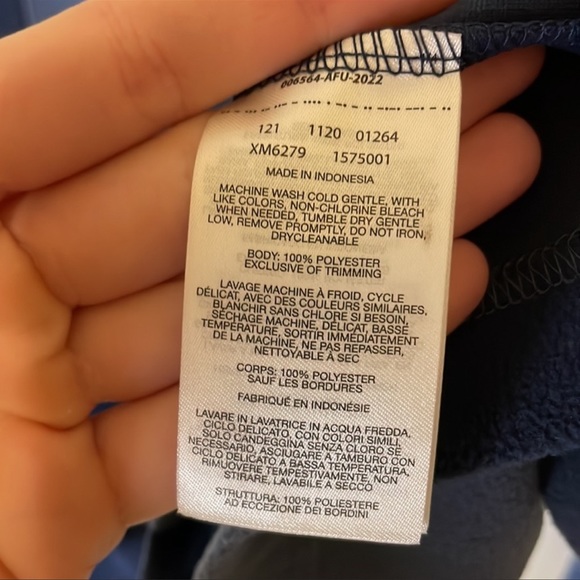 006564-AFU-2022
121 1120 01264
XM6279 1575001
MADE IN INDONESIA
MACHINE WASH COLD GENTLE, WITH
LIKE COLORS, NON-CHLORINE BLEACH
WHEN NEEDED, TUMBLE DRY GENTLE
LOW, REMOVE PROMPTLY, DO NOT IRON,
DRYCLEANABLE
BODY: 100% POLYESTER
EXCLUSIVE OF TRIMMING
LAVAGE MACHINE À FROID, CYCLE
DÉLICAT, AVEC DES COULEURS SIMILAIRES,
BLANCHIR SANS CHLORE SI BESOIN,
SÉCHAGE MACHINE, DÉLICAT, BASSE
TEMPÉRATURE, SORTIR IMMÉDIATEMENT
DE LA MACHINE, NE PAS REPASSER,
NETTOYABLE À SEC
CORPS: 100% POLYESTER
SAUF LES BORDURES
FABRIQUÉ EN INDONÉSIE
LAVARE IN LAVATRICE IN ACQUA FREDDA,
CICLO DELICATO, CON COLORI SIMILI,
SOLO CANDEGGINA SENZA CLORO SE
NECESSARIO, ASCIUGARE A TAMBURO CON
CICLO DELICATO A BASSA TEMPERATURA,
RIMUOVERE TEMPESTIVAMENTE, NON
STIRARE, LAVABILE A SECCO
STRUTTURA: 100% POLIESTERE
AD ECCEZIONE DEI BORDINI